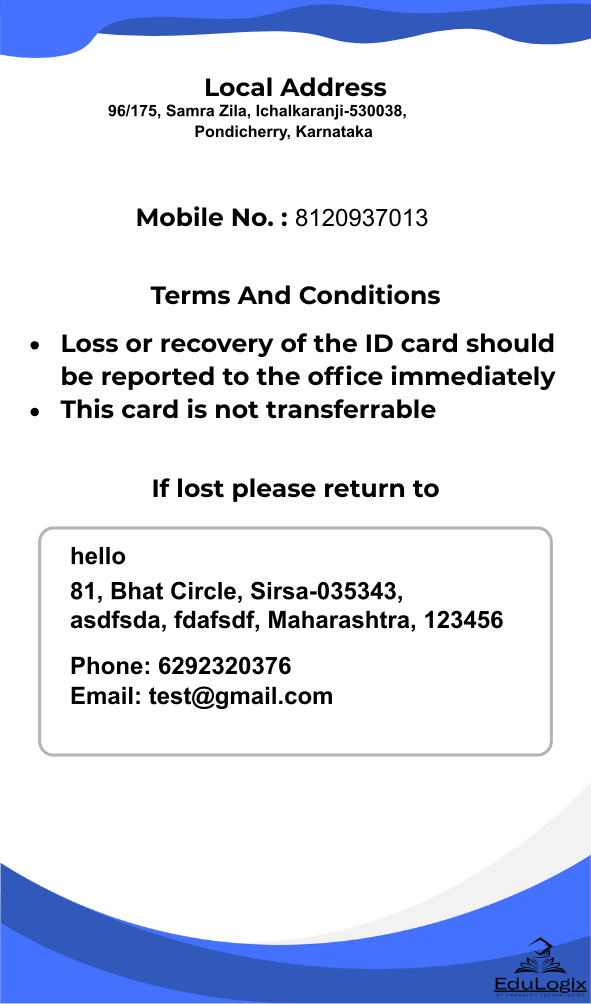 Local Address
96/175, Samra Zila, Ichalkaranji-530038,
Pondicherry, Karnataka
Mobile No. : 8120937013
Terms And Conditions
• Loss or recovery of the ID card should
be reported to the office immediately
• This card is not transferrable
If lost please return to
hello
81, Bhat Circle, Sirsa-035343,
asdfsda, fdafsdf, Maharashtra, 123456
Phone: 6292320376
Email: test@gmail.com
EduLogix